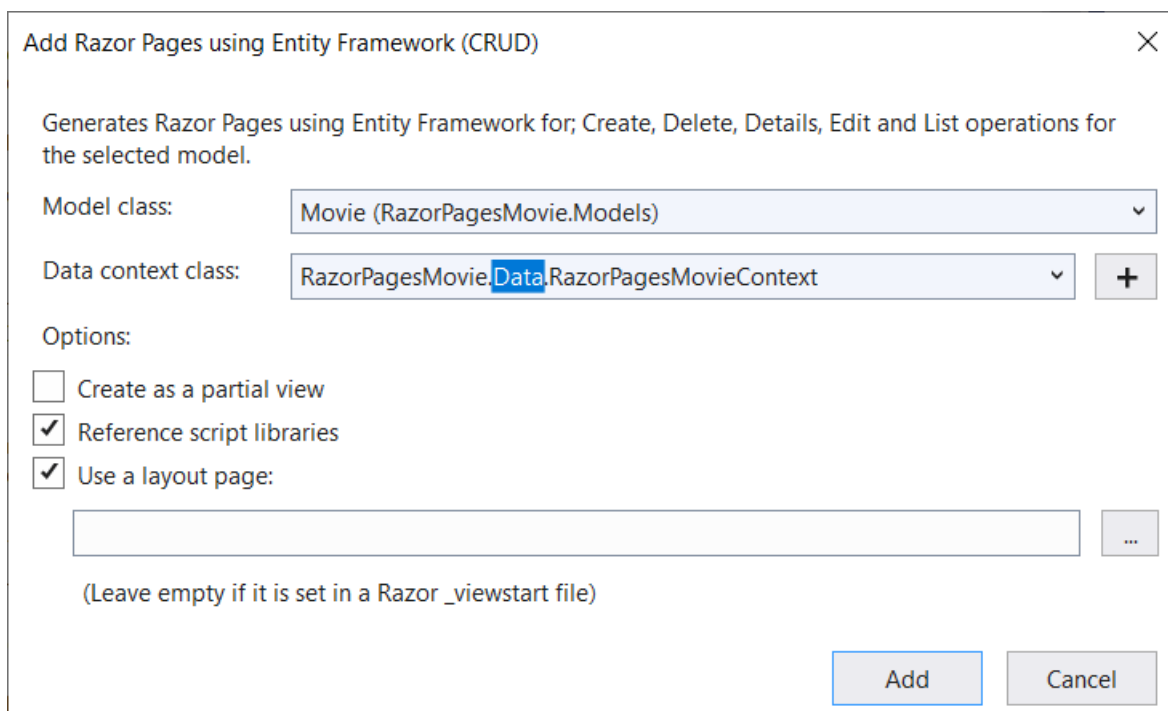 Add Razor Pages using Entity Framework (CRUD)
Generates Razor Pages using Entity Framework for; Create, Delete, Details, Edit and List operations for
the selected model.
Model class:
Movie (RazorPagesMovie.Models)
Data context class:
RazorPagesMovie.Data.RazorPagesMovieContext
+
Options:
Create as a partial view
Reference script libraries
Use a layout page:
...
(Leave empty if it is set in a Razor _viewstart file)
Add
Cancel